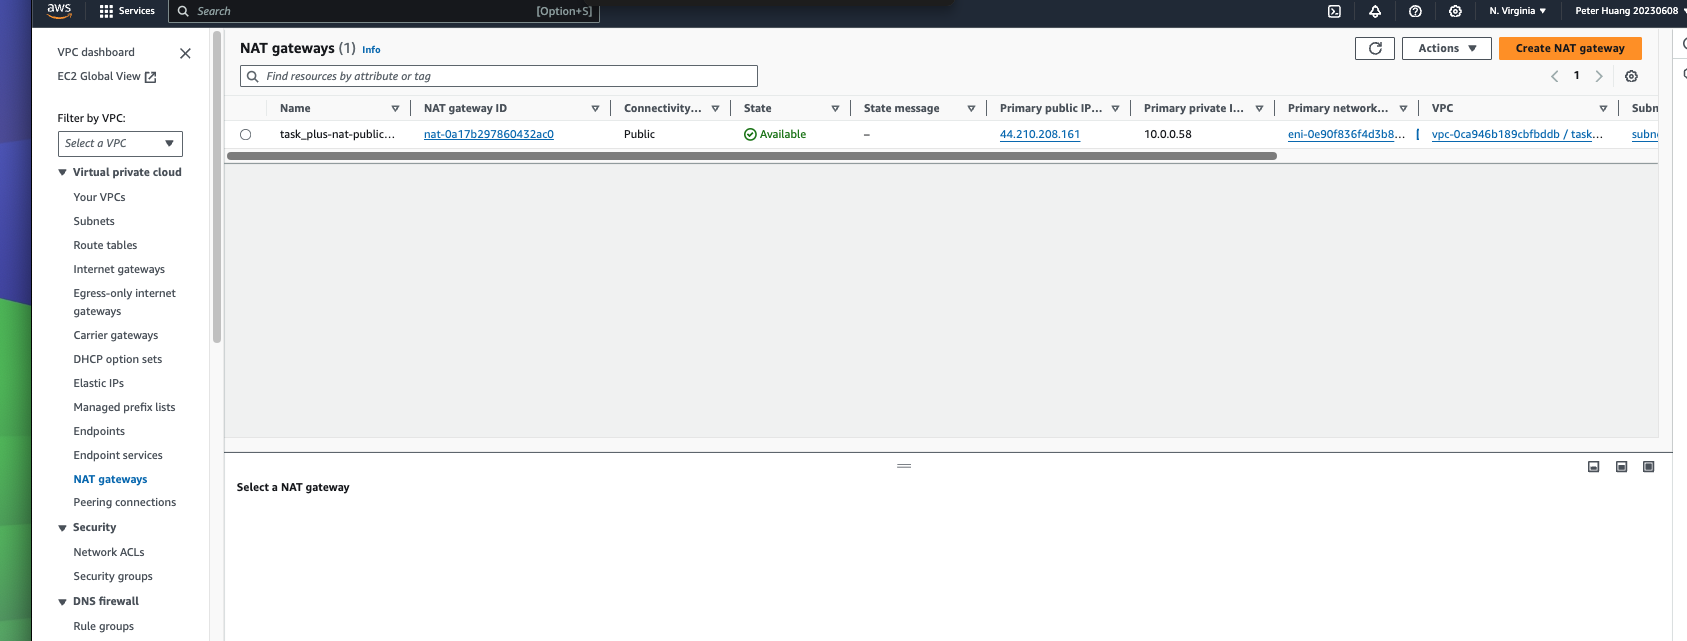 aws
Services
Search
[Option+S]
N. Virginia
Peter Huang 20230608
VPC dashboard
EC2 Global View
Filter by VPC:
Select a VPC
Virtual private cloud
Your VPCs
Subnets
Route tables
Internet gateways
Egress-only internet
gateways
Carrier gateways
DHCP option sets
Elastic IPs
Managed prefix lists
Endpoints
Endpoint services
NAT gateways
Peering connections
Security
Network ACLs
Security groups
DNS firewall
Rule groups
NAT gateways (1) Info
Actions
Create NAT gateway
Find resources by attribute or tag
1
Name NAT gateway ID Connectivity... State State message Primary public IP... Primary private I... Primary network... VPC Subn
task_plus-nat-public... nat-0a17b297860432ac0 Public Available – 44.210.208.161 10.0.0.58 eni-0e90f836f4d3b8... vpc-0ca946b189cbfbddb / task... subne
Select a NAT gateway